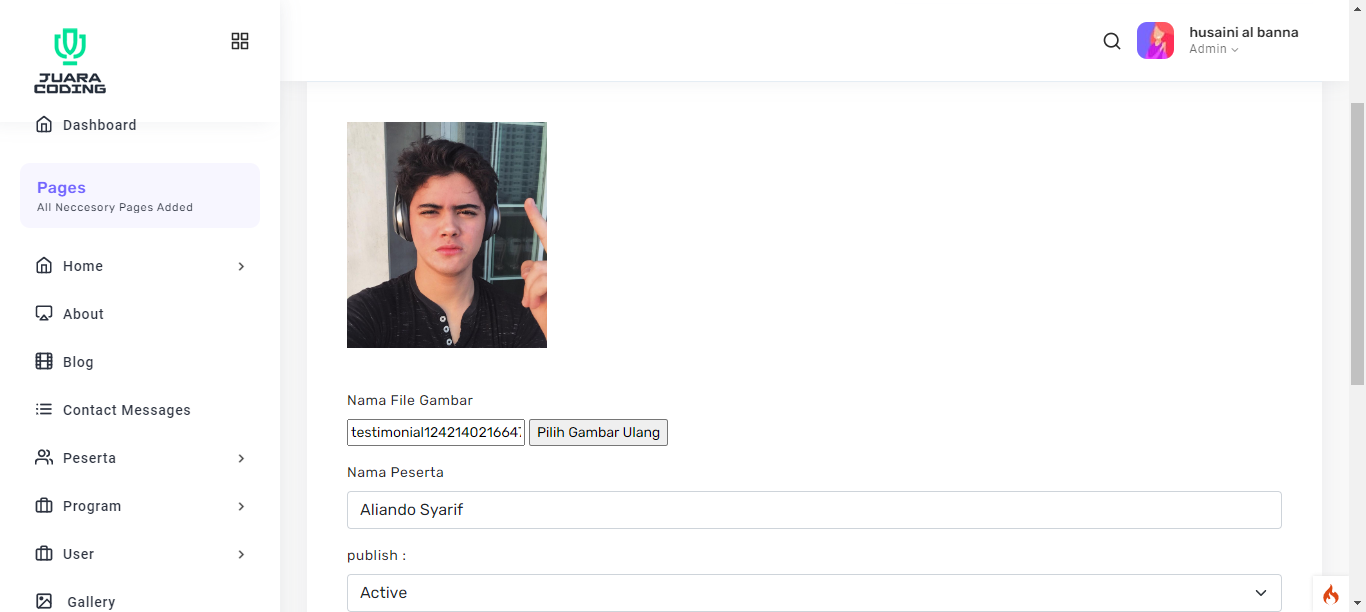 JUARA
CODING
husaini al banna
Admin
Dashboard
Pages
All Neccesory Pages Added
Home
About
Blog
Contact Messages
Peserta
Program
User
Gallery
Nama File Gambar
testimonial124214021664
Pilih Gambar Ulang
Nama Peserta
Aliando Syarif
publish :
Active